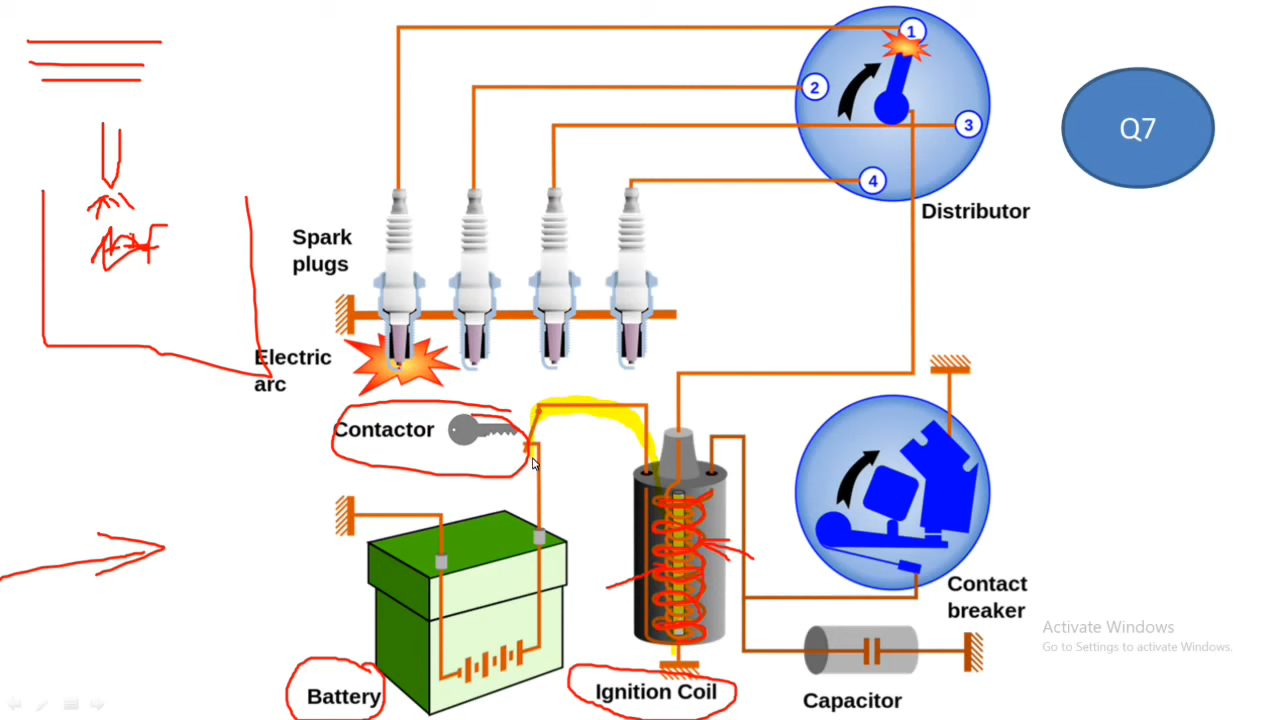 1
2
3
4
Q7
Distributor
Spark
plugs
Electric
arc
Contactor
Contact
breaker
Activate Windows
Go to Settings to activate Windows.
Battery
Ignition Coil
Capacitor